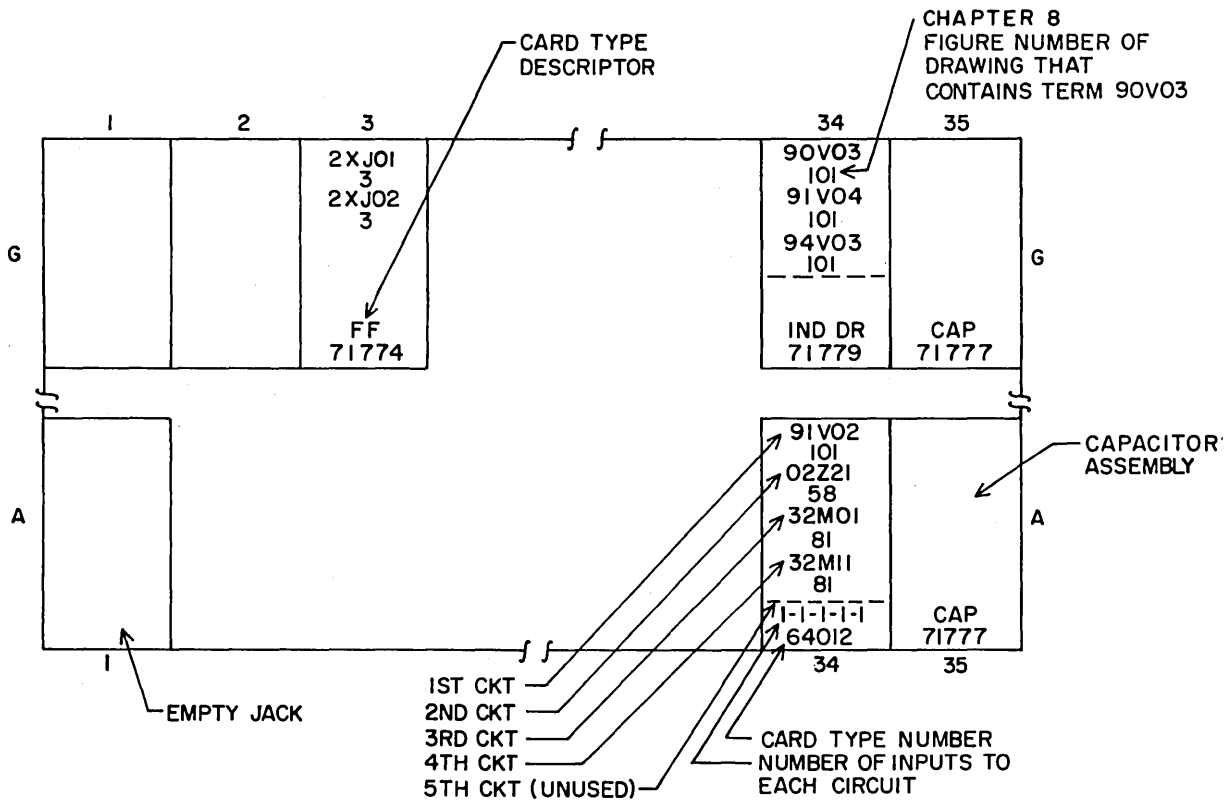 CARD TYPE
DESCRIPTOR
CHAPTER 8
FIGURE NUMBER OF
DRAWING THAT
CONTAINS TERM 90V03
1 2 3 34 35
G G
2XJ01
3
2XJ02
3
FF
71774
90V03
101
91V04
101
94V03
101
IND DR
71779
CAP
71777
A A
91V02
101
02Z21
58
32M01
81
32M11
81
1-1-1-1-1
64012
CAP
71777
CAPACITOR
ASSEMBLY
1 34 35
EMPTY JACK
1ST CKT
2ND CKT
3RD CKT
4TH CKT
5TH CKT (UNUSED)
CARD TYPE NUMBER
NUMBER OF INPUTS TO
EACH CIRCUIT